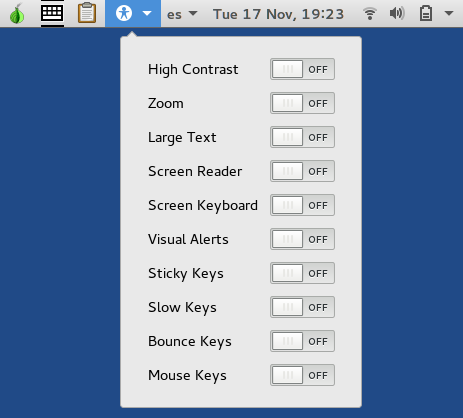 es Tue 17 Nov, 19:23
High Contrast OFF
Zoom OFF
Large Text OFF
Screen Reader OFF
Screen Keyboard OFF
Visual Alerts OFF
Sticky Keys OFF
Slow Keys OFF
Bounce Keys OFF
Mouse Keys OFF